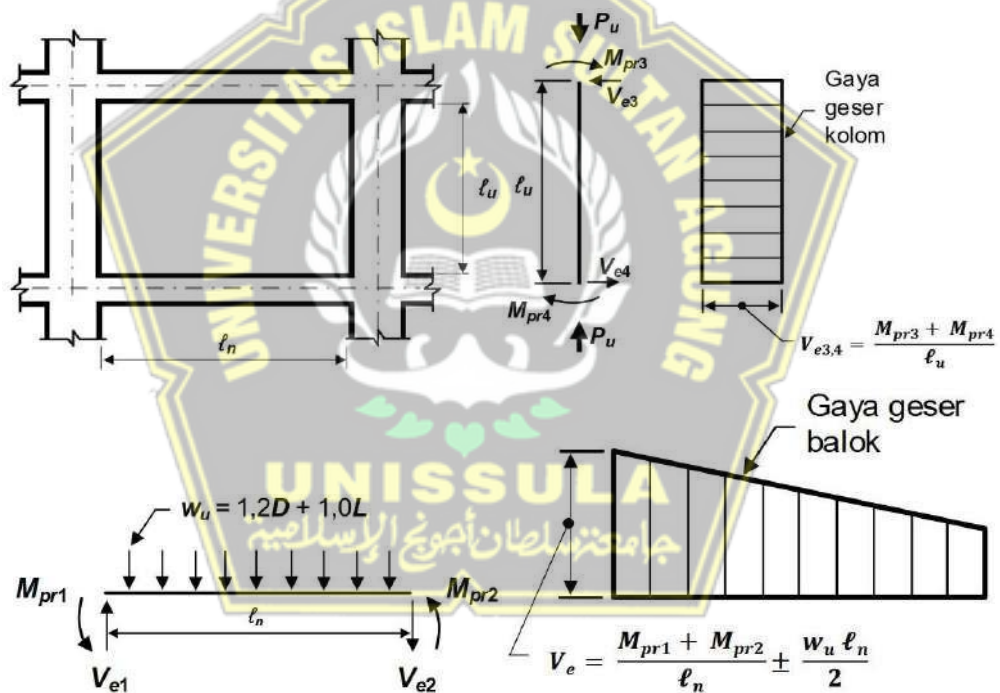 UNIVERSITAS ISLAM SULTAN AGUNG
P_u
M_pr3
V_e3
Gaya
geser
kolom
ℓ_u
ℓ_u
V_e4
M_pr4
P_u
ℓ_n
V_e3,4 = (M_pr3 + M_pr4) / ℓ_u
Gaya geser
balok
UNISSULA
w_u = 1,2D + 1,0L
جامعة سلطان أجونج الإسلامية
M_pr1
M_pr2
ℓ_n
V_e1
V_e2
V_e = (M_pr1 + M_pr2) / ℓ_n ± (w_u ℓ_n) / 2